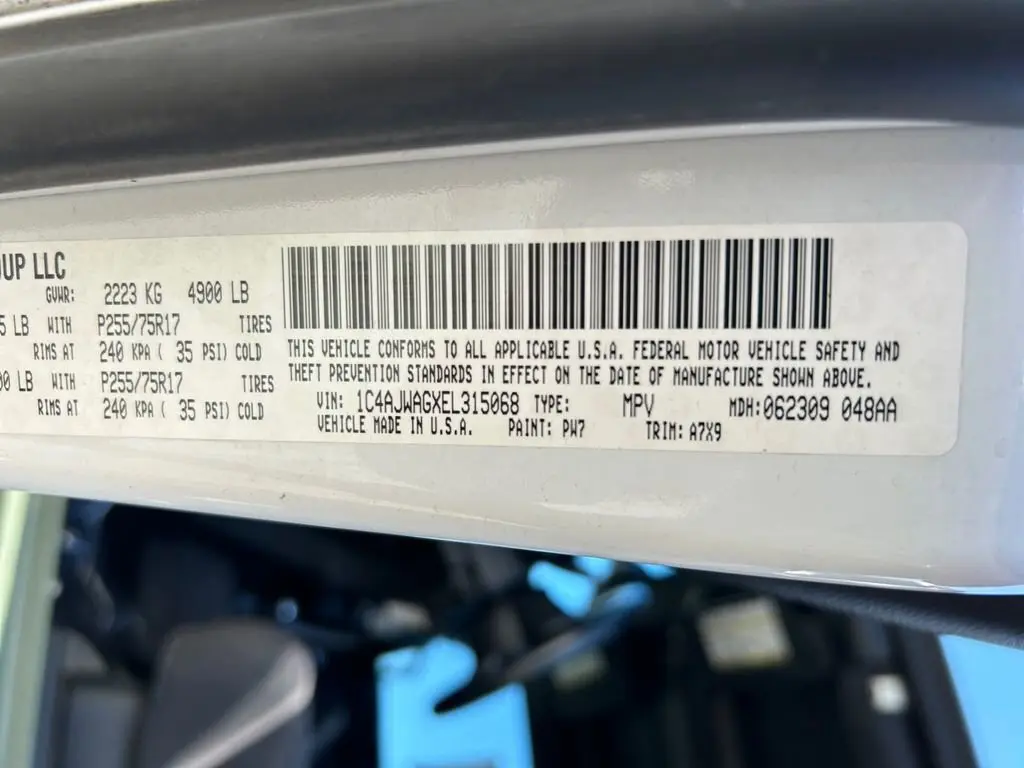 LLC
GVWR: 2223 KG 4900 LB
LB WITH P255/75R17 TIRES
RIMS AT 240 KPA ( 35 PSI) COLD
LB WITH P255/75R17 TIRES
RIMS AT 240 KPA ( 35 PSI) COLD
THIS VEHICLE CONFORMS TO ALL APPLICABLE U.S.A. FEDERAL MOTOR VEHICLE SAFETY AND
THEFT PREVENTION STANDARDS IN EFFECT ON THE DATE OF MANUFACTURE SHOWN ABOVE.
VIN: 1C4AJWAGXEL315068 TYPE: MPV MDH:062309 048AA
VEHICLE MADE IN U.S.A. PAINT: PW7 TRIM: A7X9